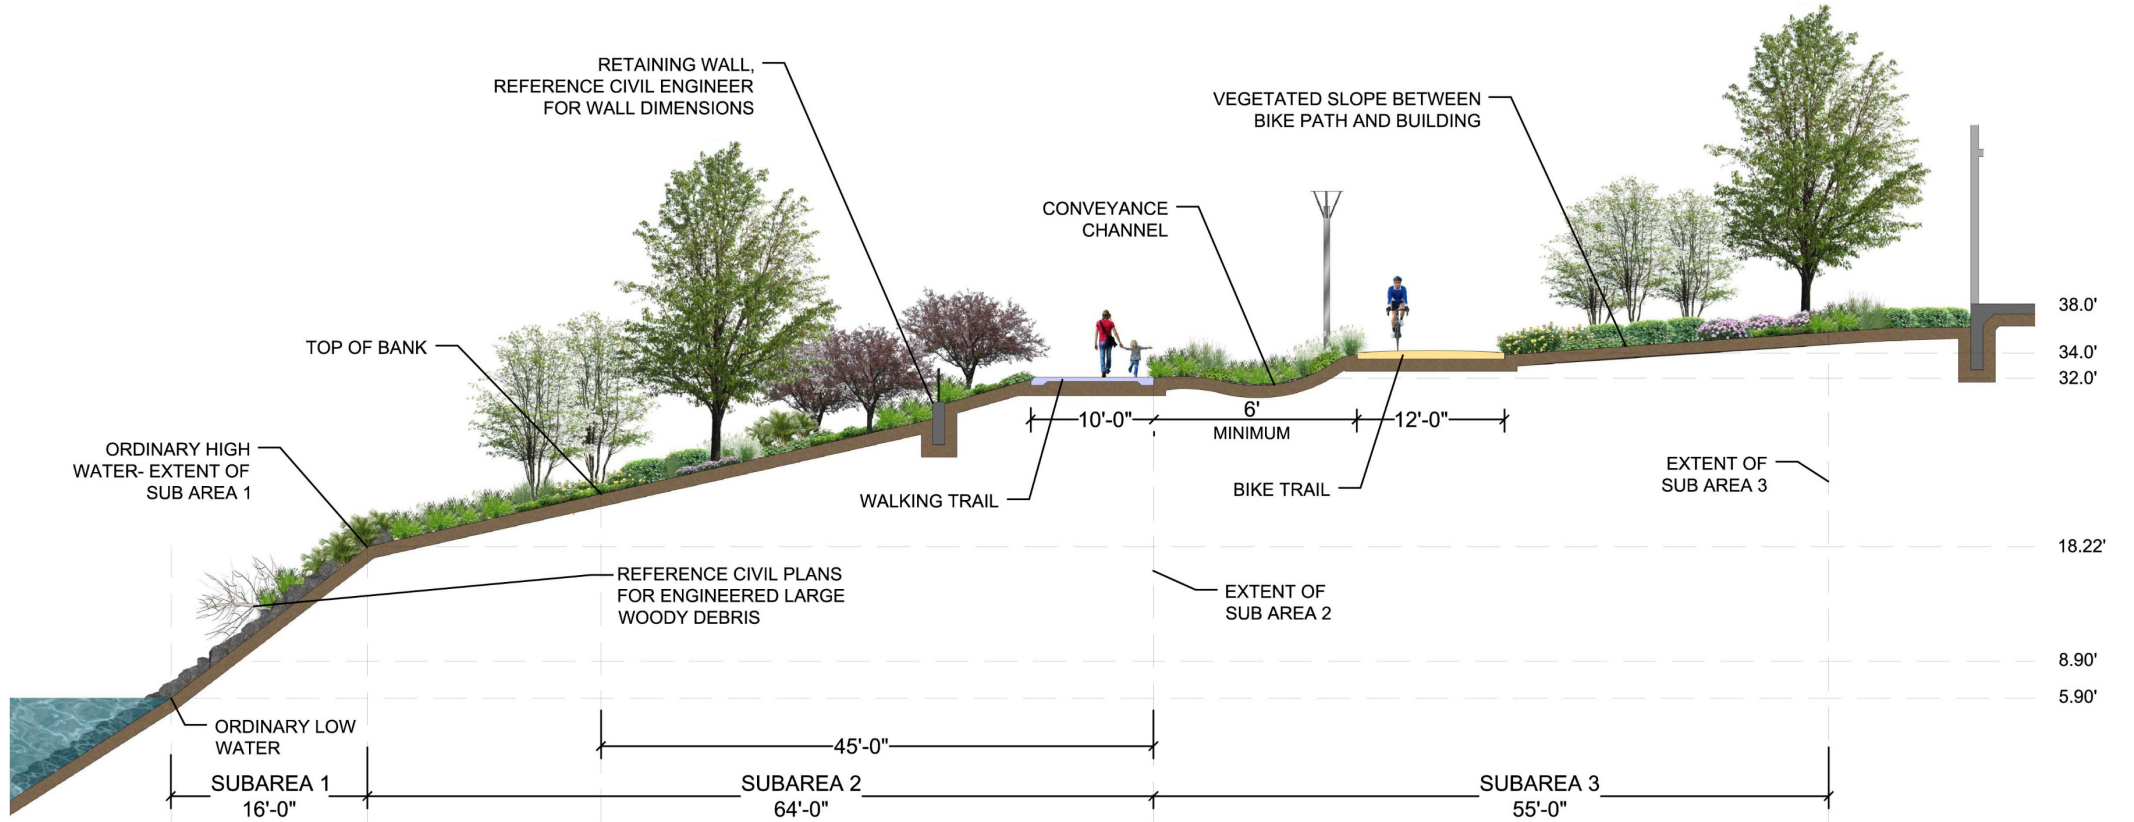 RETAINING WALL,
REFERENCE CIVIL ENGINEER
FOR WALL DIMENSIONS
VEGETATED SLOPE BETWEEN
BIKE PATH AND BUILDING
CONVEYANCE
CHANNEL
TOP OF BANK
38.0'
34.0'
32.0'
10'-0"
6'
MINIMUM
12'-0"
ORDINARY HIGH
WATER- EXTENT OF
SUB AREA 1
WALKING TRAIL
BIKE TRAIL
EXTENT OF
SUB AREA 3
18.22'
REFERENCE CIVIL PLANS
FOR ENGINEERED LARGE
WOODY DEBRIS
EXTENT OF
SUB AREA 2
8.90'
5.90'
ORDINARY LOW
WATER
45'-0"
SUBAREA 1
16'-0"
SUBAREA 2
64'-0"
SUBAREA 3
55'-0"